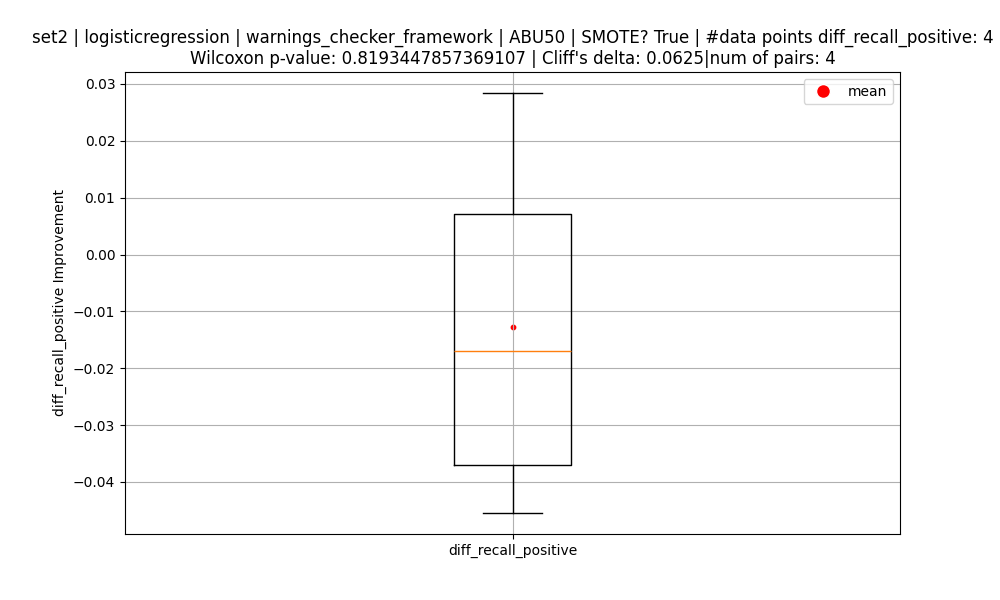 set2 | logisticregression | warnings_checker_framework | ABU50 | SMOTE? True | #data points diff_recall_positive: 4
Wilcoxon p-value: 0.8193447857369107 | Cliff's delta: 0.0625|num of pairs: 4
mean
0.03
0.02
0.01
0.00
−0.01
−0.02
−0.03
−0.04
diff_recall_positive Improvement
diff_recall_positive